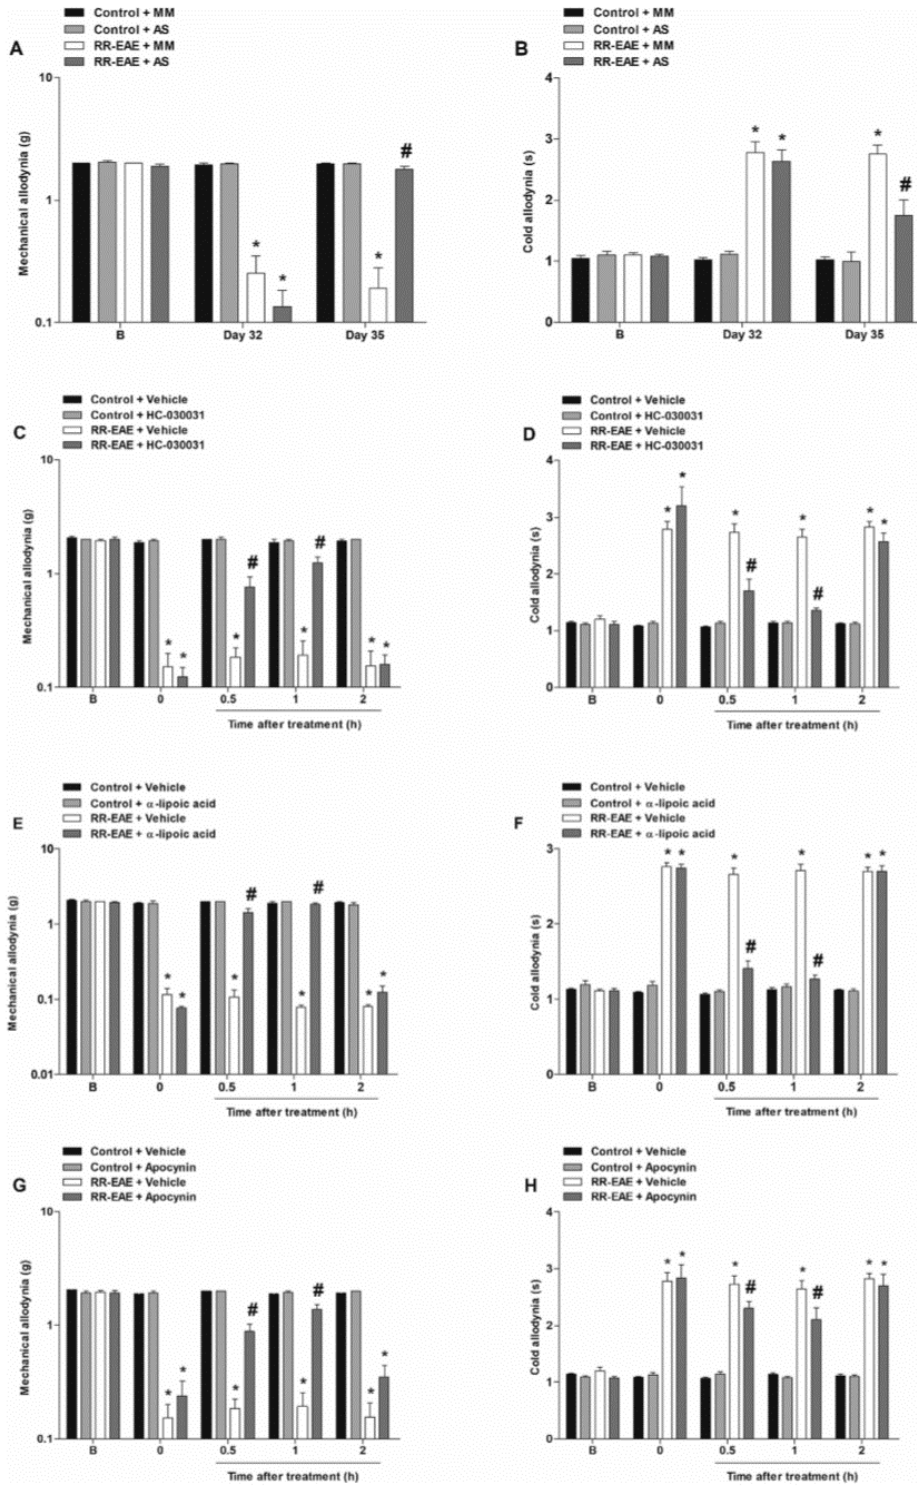 A
Control + MM
Control + AS
RR-EAE + MM
RR-EAE + AS
Mechanical allodynia (g)
10
1
0.1
* * * #
B Day 32 Day 35
B
Control + MM
Control + AS
RR-EAE + MM
RR-EAE + AS
Cold allodynia (s)
4
3
2
1
0
* * * #
B Day 32 Day 35
C
Control + Vehicle
Control + HC-030031
RR-EAE + Vehicle
RR-EAE + HC-030031
Mechanical allodynia (g)
10
1
0.1
* * * # * # * *
B 0 0.5 1 2
Time after treatment (h)
D
Control + Vehicle
Control + HC-030031
RR-EAE + Vehicle
RR-EAE + HC-030031
Cold allodynia (s)
4
3
2
1
0
* * * # * # * *
B 0 0.5 1 2
Time after treatment (h)
E
Control + Vehicle
Control + α-lipoic acid
RR-EAE + Vehicle
RR-EAE + α-lipoic acid
Mechanical allodynia (g)
10
1
0.1
0.01
* * * # * # * *
B 0 0.5 1 2
Time after treatment (h)
F
Control + Vehicle
Control + α-lipoic acid
RR-EAE + Vehicle
RR-EAE + α-lipoic acid
Cold allodynia (s)
3
2
1
0
* * * # * # * *
B 0 0.5 1 2
Time after treatment (h)
G
Control + Vehicle
Control + Apocynin
RR-EAE + Vehicle
RR-EAE + Apocynin
Mechanical allodynia (g)
10
1
0.1
* * * # * # * *
B 0 0.5 1 2
Time after treatment (h)
H
Control + Vehicle
Control + Apocynin
RR-EAE + Vehicle
RR-EAE + Apocynin
Cold allodynia (s)
4
3
2
1
0
* * * # * # * *
B 0 0.5 1 2
Time after treatment (h)